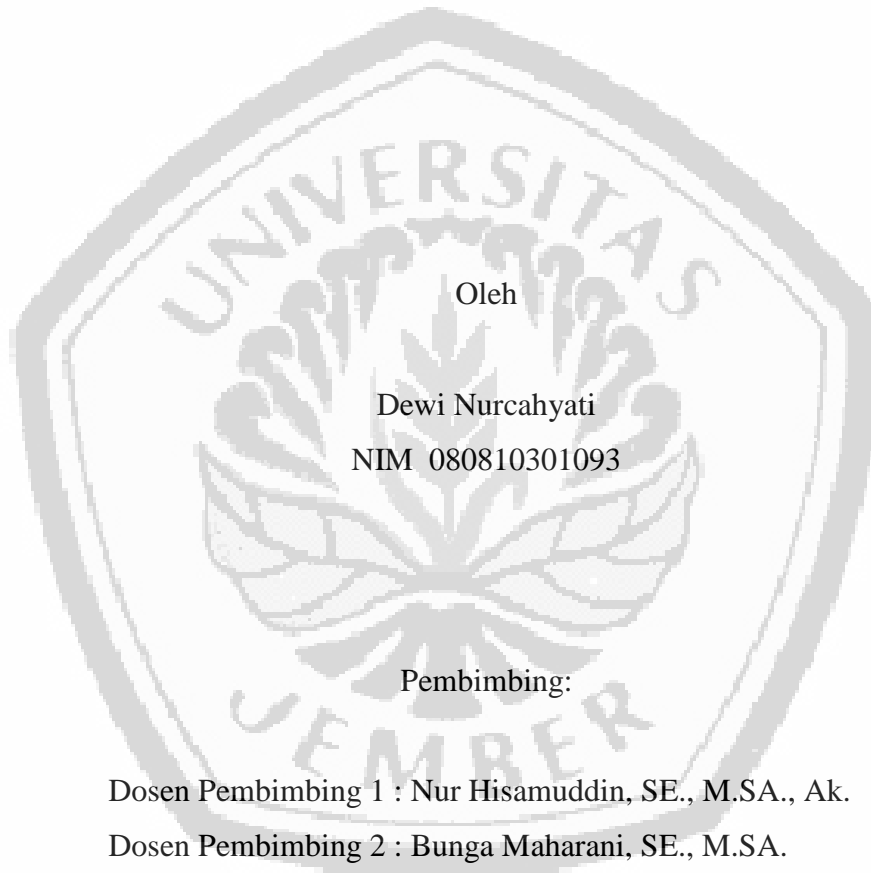 UNIVERSITAS
Oleh
Dewi Nurcahyati
NIM 080810301093
Pembimbing:
JEMBER
Dosen Pembimbing 1 : Nur Hisamuddin, SE., M.SA., Ak.
Dosen Pembimbing 2 : Bunga Maharani, SE., M.SA.